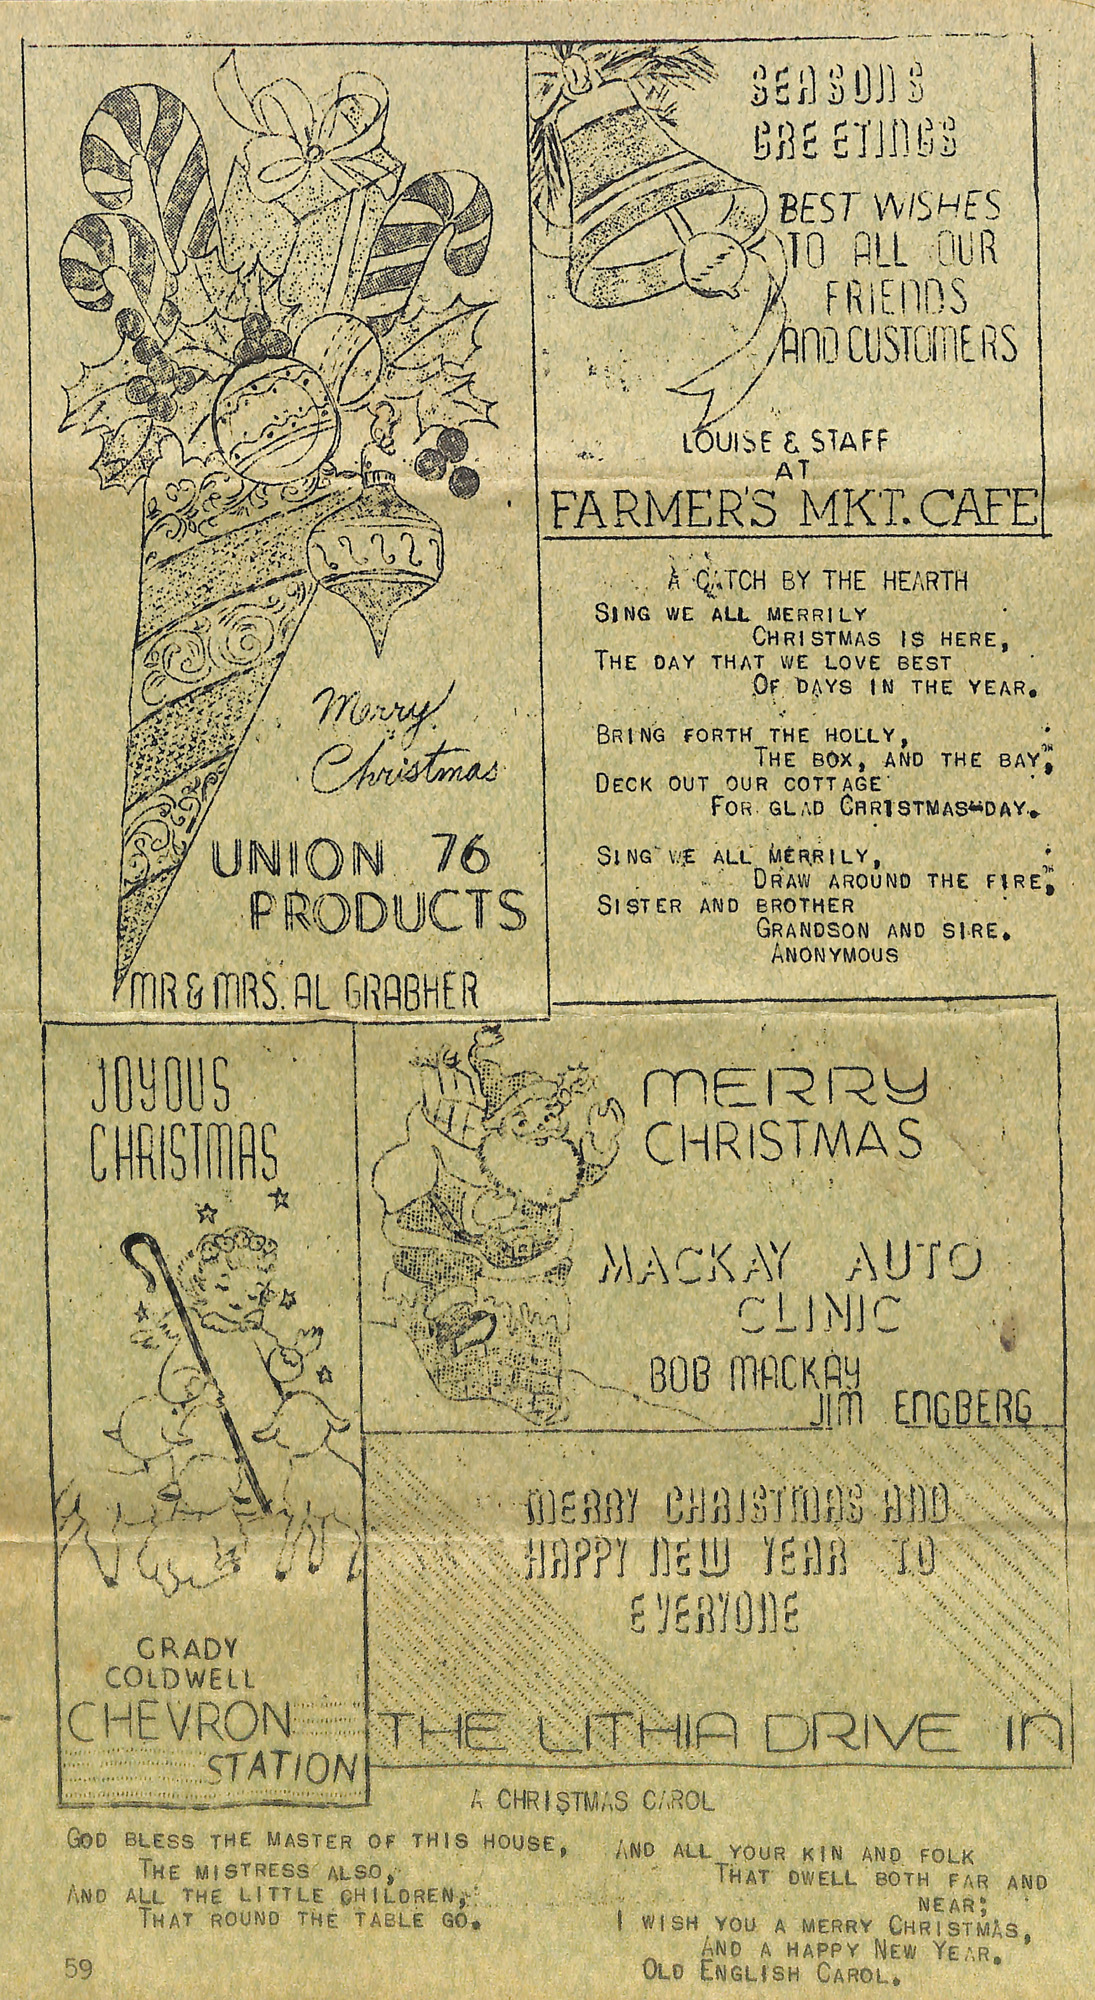 Merry
Christmas
UNION 76
PRODUCTS
MR & MRS. AL GRABHER
SEASONS
GREETINGS
BEST WISHES
TO ALL OUR
FRIENDS
AND CUSTOMERS
LOUISE & STAFF
AT
FARMER'S MKT. CAFE
A CATCH BY THE HEARTH
SING WE ALL MERRILY
CHRISTMAS IS HERE,
THE DAY THAT WE LOVE BEST
OF DAYS IN THE YEAR.
BRING FORTH THE HOLLY,
THE BOX, AND THE BAY,
DECK OUT OUR COTTAGE
FOR GLAD CHRISTMAS-DAY.
SING WE ALL MERRILY,
DRAW AROUND THE FIRE,
SISTER AND BROTHER
GRANDSON AND SIRE.
ANONYMOUS
JOYOUS
CHRISTMAS
GRADY
COLDWELL
CHEVRON
STATION
MERRY
CHRISTMAS
MACKAY AUTO
CLINIC
BOB MACKAY
JIM ENGBERG
MERRY CHRISTMAS AND
HAPPY NEW YEAR TO
EVERYONE
THE LITHIA DRIVE IN
A CHRISTMAS CAROL
GOD BLESS THE MASTER OF THIS HOUSE,
THE MISTRESS ALSO,
AND ALL THE LITTLE CHILDREN,
THAT ROUND THE TABLE GO.
AND ALL YOUR KIN AND FOLK
THAT DWELL BOTH FAR AND
NEAR;
I WISH YOU A MERRY CHRISTMAS,
AND A HAPPY NEW YEAR.
OLD ENGLISH CAROL.
59